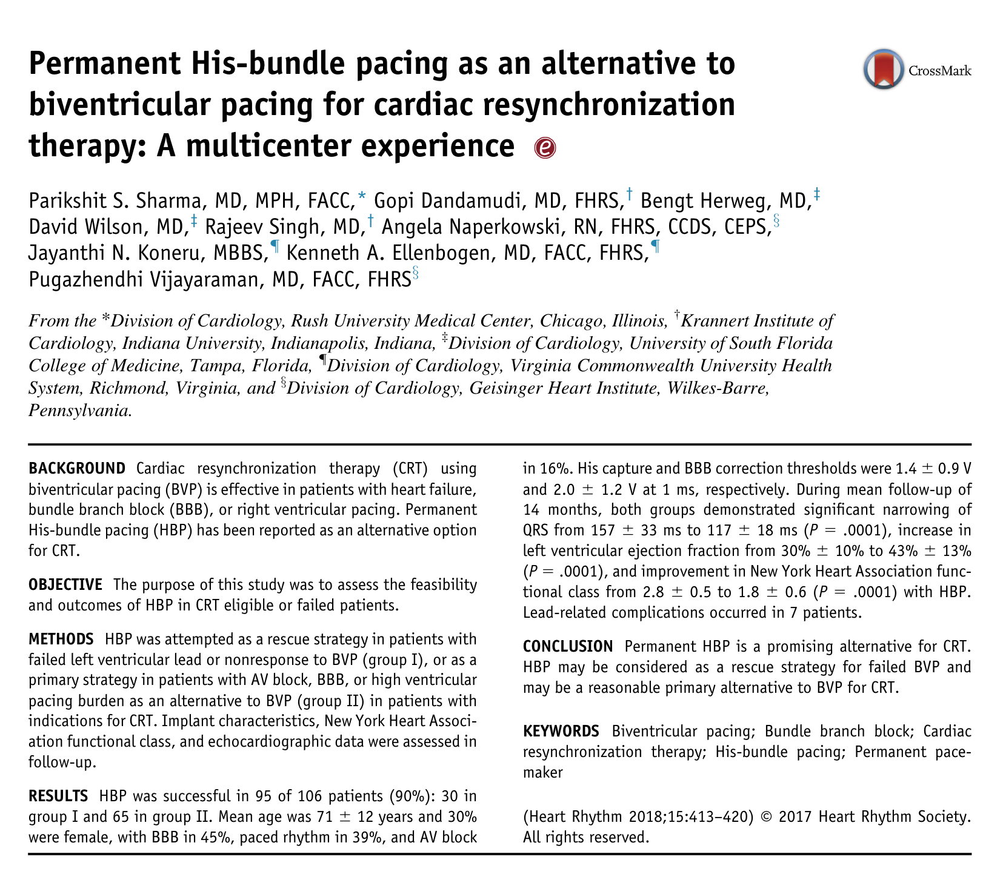 Permanent His-bundle pacing as an alternative to
biventricular pacing for cardiac resynchronization
therapy: A multicenter experience e
CrossMark
Parikshit S. Sharma, MD, MPH, FACC,* Gopi Dandamudi, MD, FHRS,† Bengt Herweg, MD,‡
David Wilson, MD,‡ Rajeev Singh, MD,† Angela Naperkowski, RN, FHRS, CCDS, CEPS,§
Jayanthi N. Koneru, MBBS,¶ Kenneth A. Ellenbogen, MD, FACC, FHRS,¶
Pugazhendhi Vijayaraman, MD, FACC, FHRS§
From the *Division of Cardiology, Rush University Medical Center, Chicago, Illinois, †Krannert Institute of
Cardiology, Indiana University, Indianapolis, Indiana, ‡Division of Cardiology, University of South Florida
College of Medicine, Tampa, Florida, ¶Division of Cardiology, Virginia Commonwealth University Health
System, Richmond, Virginia, and §Division of Cardiology, Geisinger Heart Institute, Wilkes-Barre,
Pennsylvania.
BACKGROUND Cardiac resynchronization therapy (CRT) using
biventricular pacing (BVP) is effective in patients with heart failure,
bundle branch block (BBB), or right ventricular pacing. Permanent
His-bundle pacing (HBP) has been reported as an alternative option
for CRT.
OBJECTIVE The purpose of this study was to assess the feasibility
and outcomes of HBP in CRT eligible or failed patients.
METHODS HBP was attempted as a rescue strategy in patients with
failed left ventricular lead or nonresponse to BVP (group I), or as a
primary strategy in patients with AV block, BBB, or high ventricular
pacing burden as an alternative to BVP (group II) in patients with
indications for CRT. Implant characteristics, New York Heart Associ-
ation functional class, and echocardiographic data were assessed in
follow-up.
RESULTS HBP was successful in 95 of 106 patients (90%): 30 in
group I and 65 in group II. Mean age was 71 ± 12 years and 30%
were female, with BBB in 45%, paced rhythm in 39%, and AV block
in 16%. His capture and BBB correction thresholds were 1.4 ± 0.9 V
and 2.0 ± 1.2 V at 1 ms, respectively. During mean follow-up of
14 months, both groups demonstrated significant narrowing of
QRS from 157 ± 33 ms to 117 ± 18 ms (P = .0001), increase in
left ventricular ejection fraction from 30% ± 10% to 43% ± 13%
(P = .0001), and improvement in New York Heart Association func-
tional class from 2.8 ± 0.5 to 1.8 ± 0.6 (P = .0001) with HBP.
Lead-related complications occurred in 7 patients.
CONCLUSION Permanent HBP is a promising alternative for CRT.
HBP may be considered as a rescue strategy for failed BVP and
may be a reasonable primary alternative to BVP for CRT.
KEYWORDS Biventricular pacing; Bundle branch block; Cardiac
resynchronization therapy; His-bundle pacing; Permanent pace-
maker
(Heart Rhythm 2018;15:413–420) © 2017 Heart Rhythm Society.
All rights reserved.